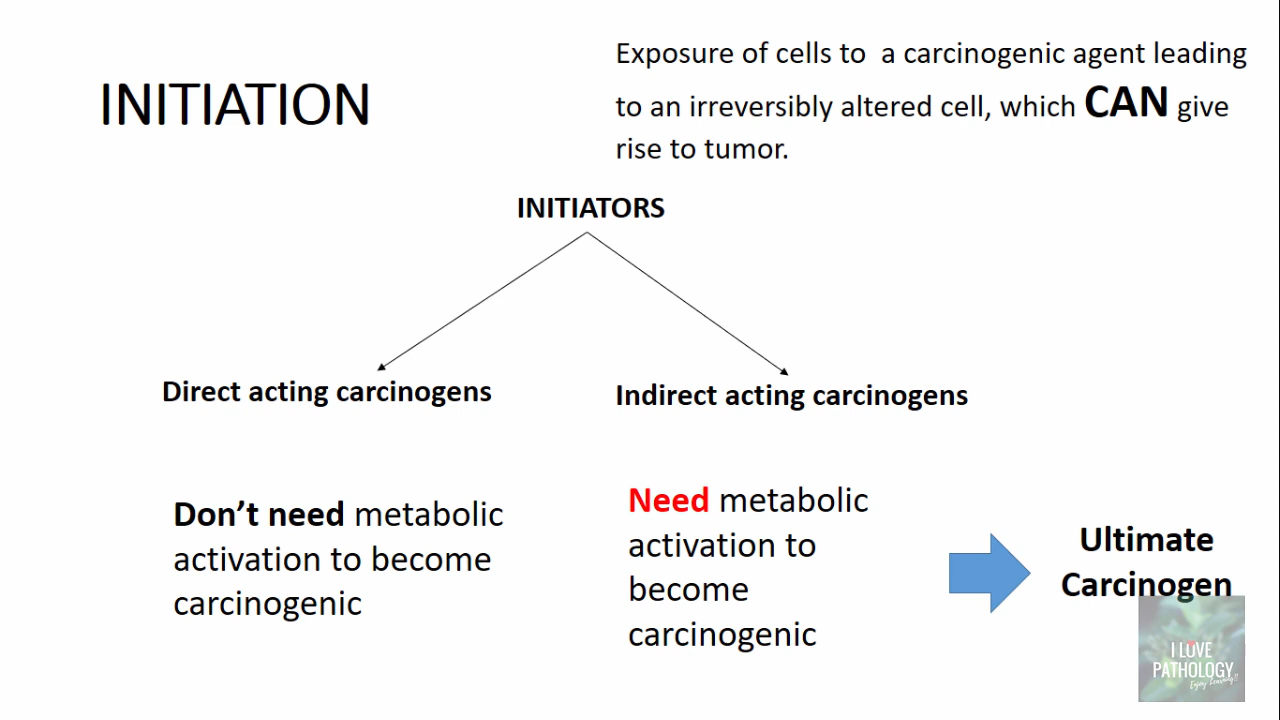 INITIATION
Exposure of cells to a carcinogenic agent leading
to an irreversibly altered cell, which CAN give
rise to tumor.
INITIATORS
Direct acting carcinogens
Indirect acting carcinogens
Don’t need metabolic
activation to become
carcinogenic
Need metabolic
activation to
become
carcinogenic
Ultimate
Carcinogen
I LOVE
PATHOLOGY
Enjoy Learning!!